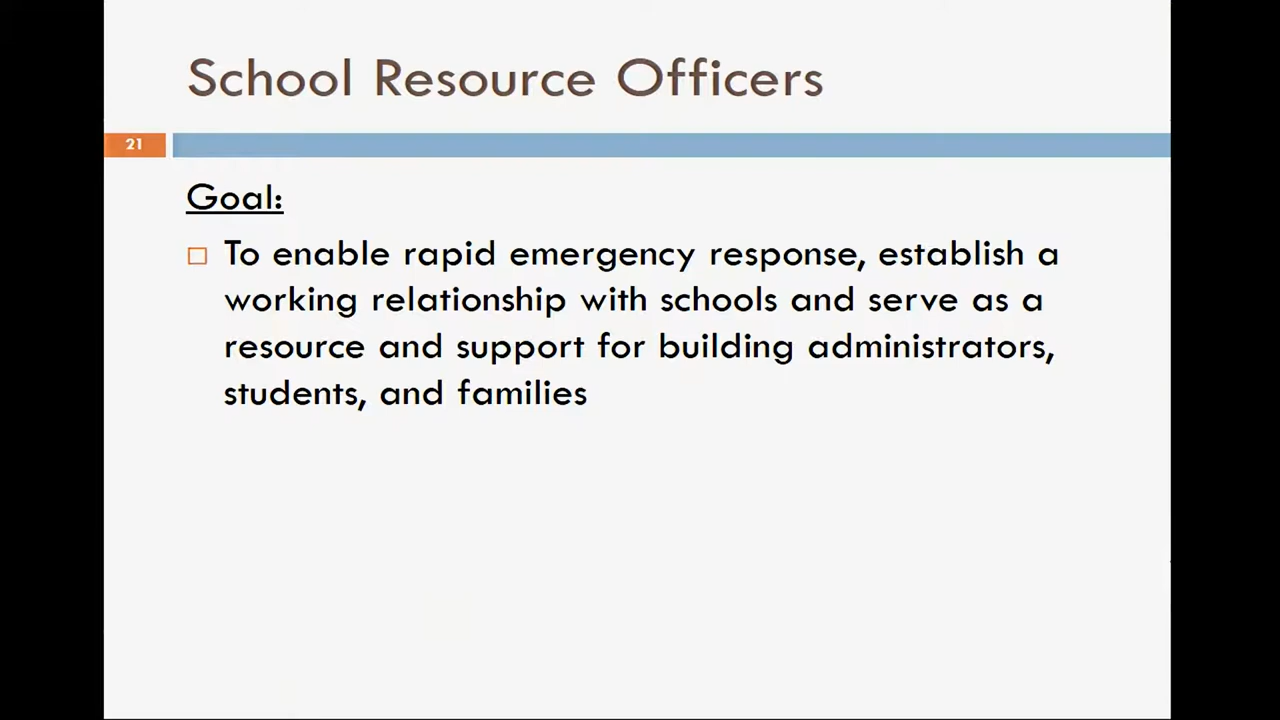 School Resource Officers
21
Goal:
To enable rapid emergency response, establish a
working relationship with schools and serve as a
resource and support for building administrators,
students, and families